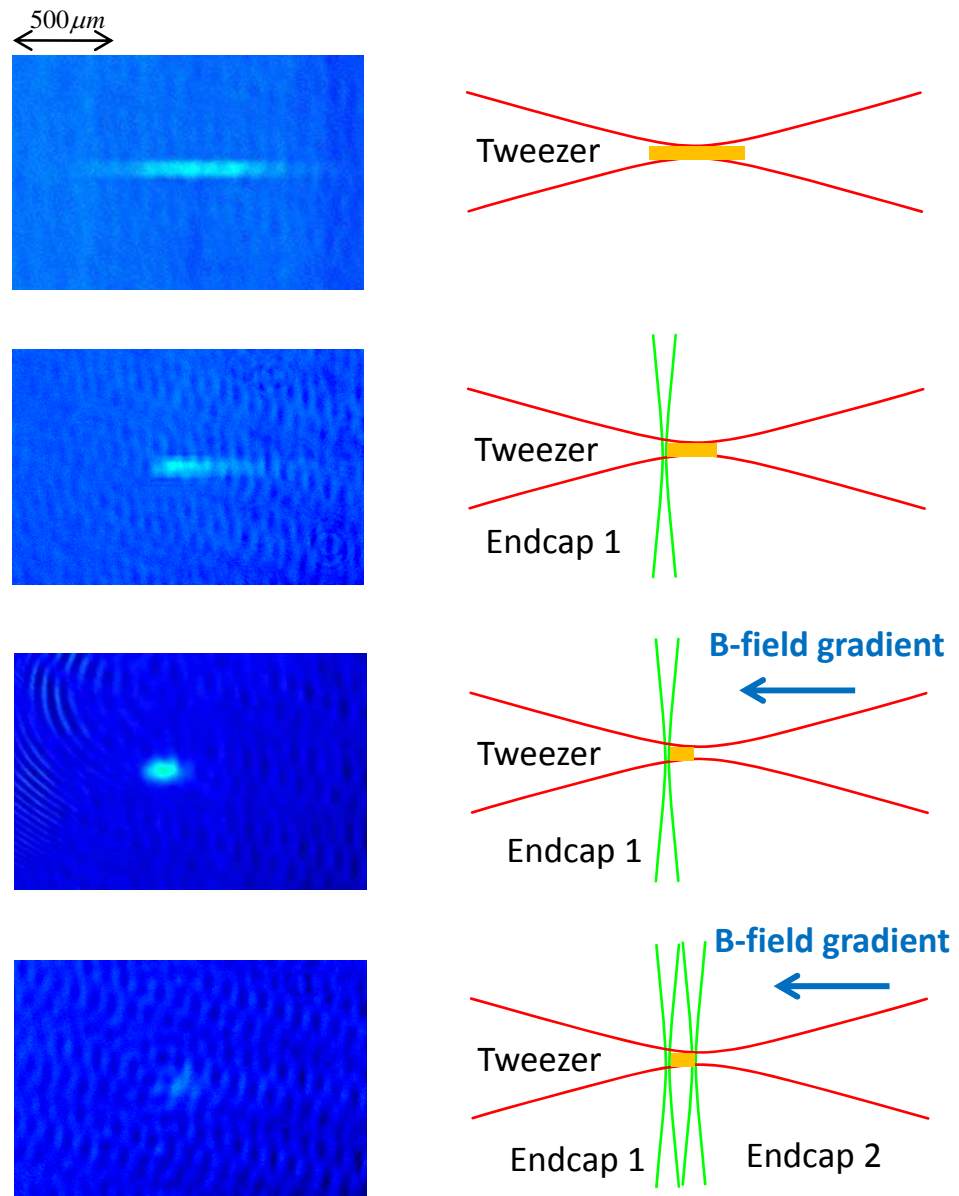 500μm
Tweezer
Tweezer
Endcap 1
B-field gradient
Tweezer
Endcap 1
B-field gradient
Tweezer
Endcap 1
Endcap 2